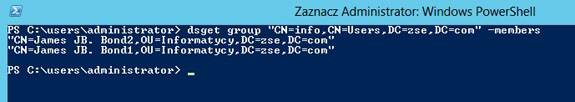 Zaznacz Administrator: Windows PowerShell
PS C:\users\administrator> dsget group "CN=info,CN=Users,DC=zse,DC=com" -members
"CN=James JB. Bond2,OU=Informatycy,DC=zse,DC=com"
"CN=James JB. Bond1,OU=Informatycy,DC=zse,DC=com"
PS C:\users\administrator> _